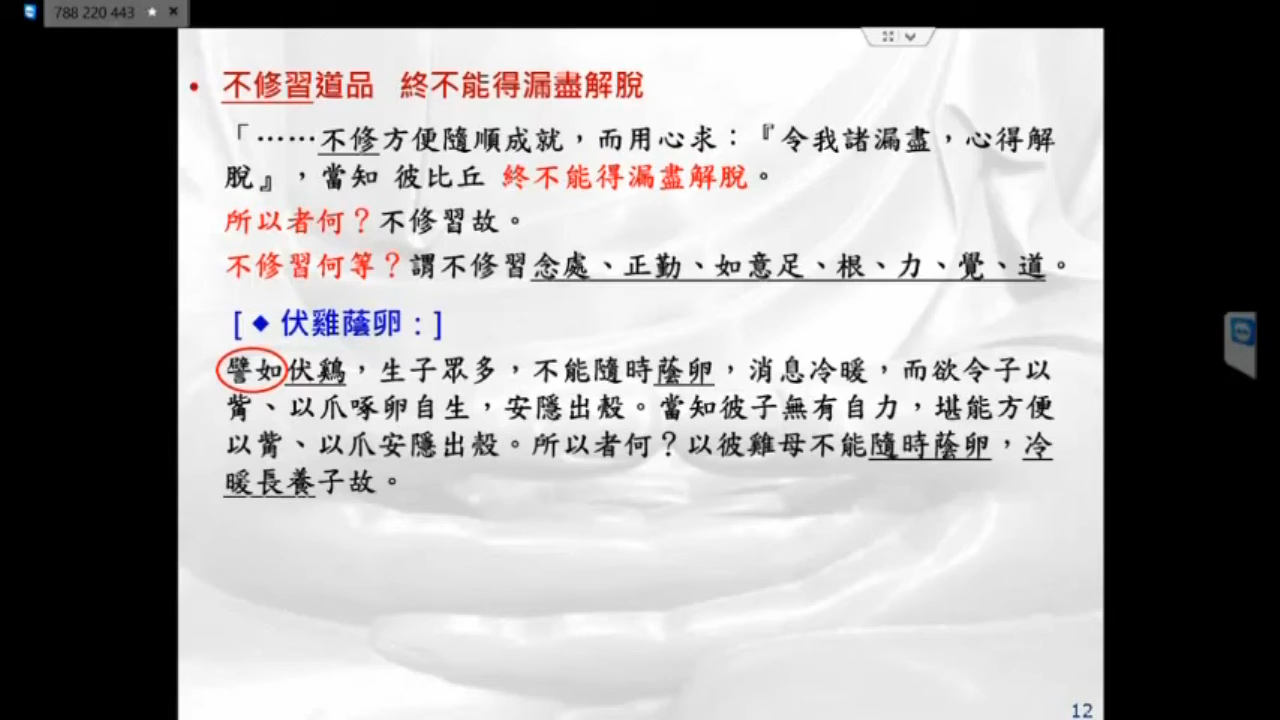 788 220 443
• 不修習道品 終不能得漏盡解脫
「……不修方便隨順成就，而用心求：『令我諸漏盡，心得解
脫』，當知 彼比丘 終不能得漏盡解脫。
所以者何？不修習故。
不修習何等？謂不修習念處、正勤、如意足、根、力、覺、道。
[ ◆ 伏雞蔭卵：]
譬如伏鷄，生子眾多，不能隨時蔭卵，消息冷暖，而欲令子以
觜、以爪啄卵自生，安隱出殼。當知彼子無有自力，堪能方便
以觜、以爪安隱出殼。所以者何？以彼雞母不能隨時蔭卵，冷
暖長養子故。
12